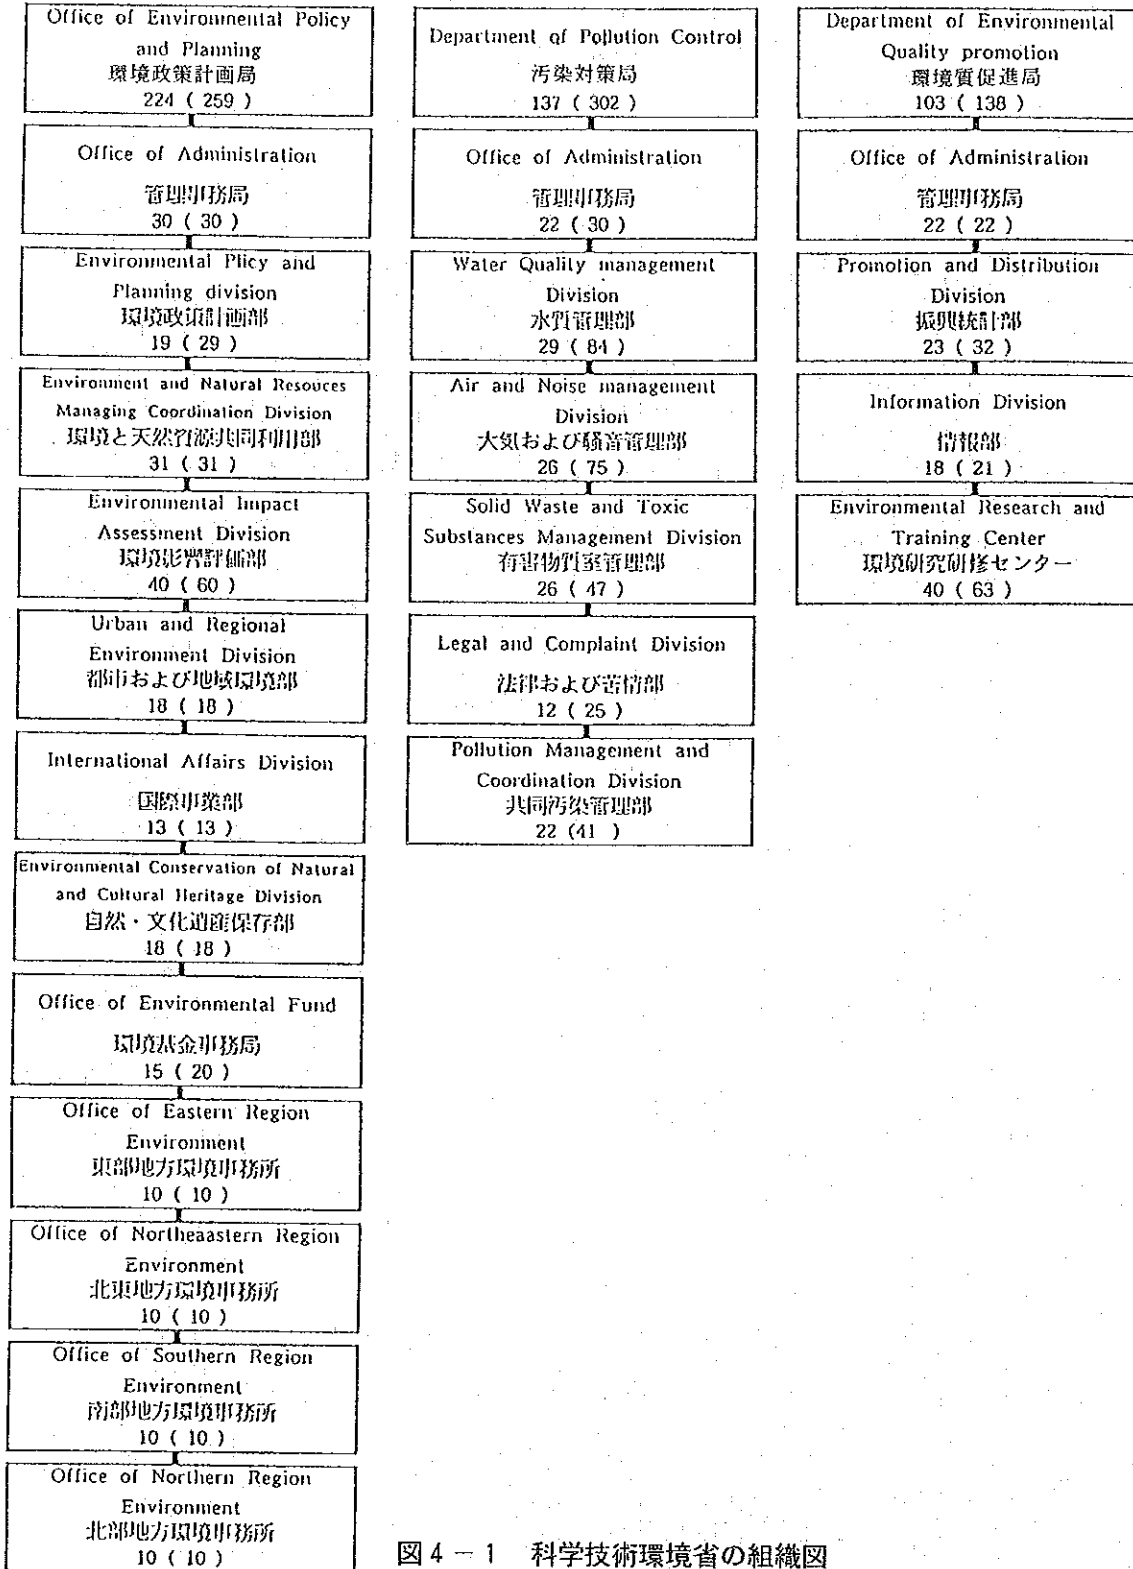 Office of Environmental Policy
and Planning
環境政策計画局
224 ( 259 )
Office of Administration
管理事務局
30 ( 30 )
Environmental Plicy and
Planning division
環境政策計画部
19 ( 29 )
Environment and Natural Resouces
Managing Coordination Division
環境と天然資源共同利用部
31 ( 31 )
Environmental Impact
Assessment Division
環境影響評価部
40 ( 60 )
Urban and Regional
Environment Division
都市および地域環境部
18 ( 18 )
International Affairs Division
国際事業部
13 ( 13 )
Environmental Conservation of Natural
and Cultural Heritage Division
自然・文化遺産保存部
18 ( 18 )
Office of Environmental Fund
環境基金事務局
15 ( 20 )
Office of Eastern Region
Environment
東部地方環境事務所
10 ( 10 )
Office of Northeaastern Region
Environment
北東地方環境事務所
10 ( 10 )
Office of Southern Region
Environment
南部地方環境事務所
10 ( 10 )
Office of Northern Region
Environment
北部地方環境事務所
10 ( 10 )
Department of Pollution Control
汚染対策局
137 ( 302 )
Office of Administration
管理事務局
22 ( 30 )
Water Quality management
Division
水質管理部
29 ( 84 )
Air and Noise management
Division
大気および騒音管理部
26 ( 75 )
Solid Waste and Toxic
Substances Management Division
有害物質室管理部
26 ( 47 )
Legal and Complaint Division
法律および苦情部
12 ( 25 )
Pollution Management and
Coordination Division
共同汚染管理部
22 (41 )
Department of Environmental
Quality promotion
環境質促進局
103 ( 138 )
Office of Administration
管理事務局
22 ( 22 )
Promotion and Distribution
Division
振興統計部
23 ( 32 )
Information Division
情報部
18 ( 21 )
Environmental Research and
Training Center
環境研究研修センター
40 ( 63 )
図4－1 科学技術環境省の組織図